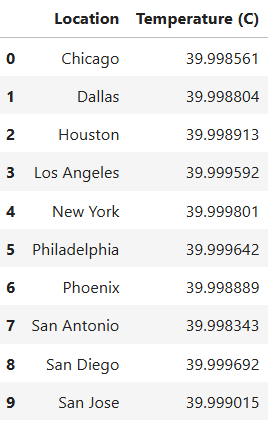 Location Temperature (C)
0 Chicago 39.998561
1 Dallas 39.998804
2 Houston 39.998913
3 Los Angeles 39.999592
4 New York 39.999801
5 Philadelphia 39.999642
6 Phoenix 39.998889
7 San Antonio 39.998343
8 San Diego 39.999692
9 San Jose 39.999015